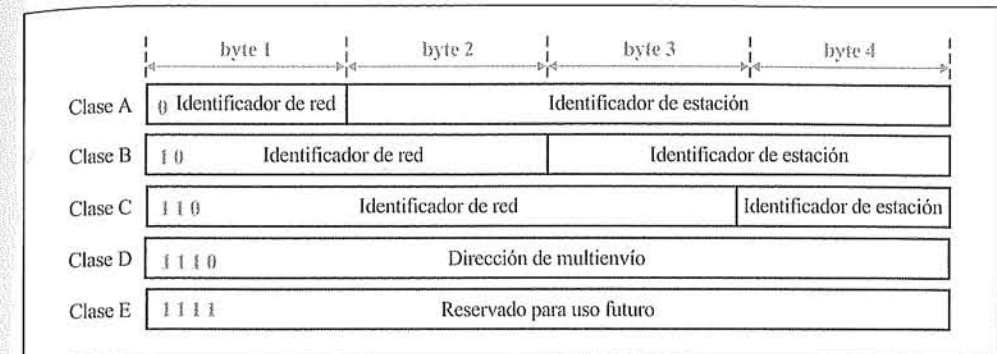 byte 1 byte 2 byte 3 byte 4
Clase A 0 Identificador de red Identificador de estación
Clase B 1 0 Identificador de red Identificador de estación
Clase C 1 1 0 Identificador de red Identificador de estación
Clase D 1 1 1 0 Dirección de multienvío
Clase E 1 1 1 1 Reservado para uso futuro